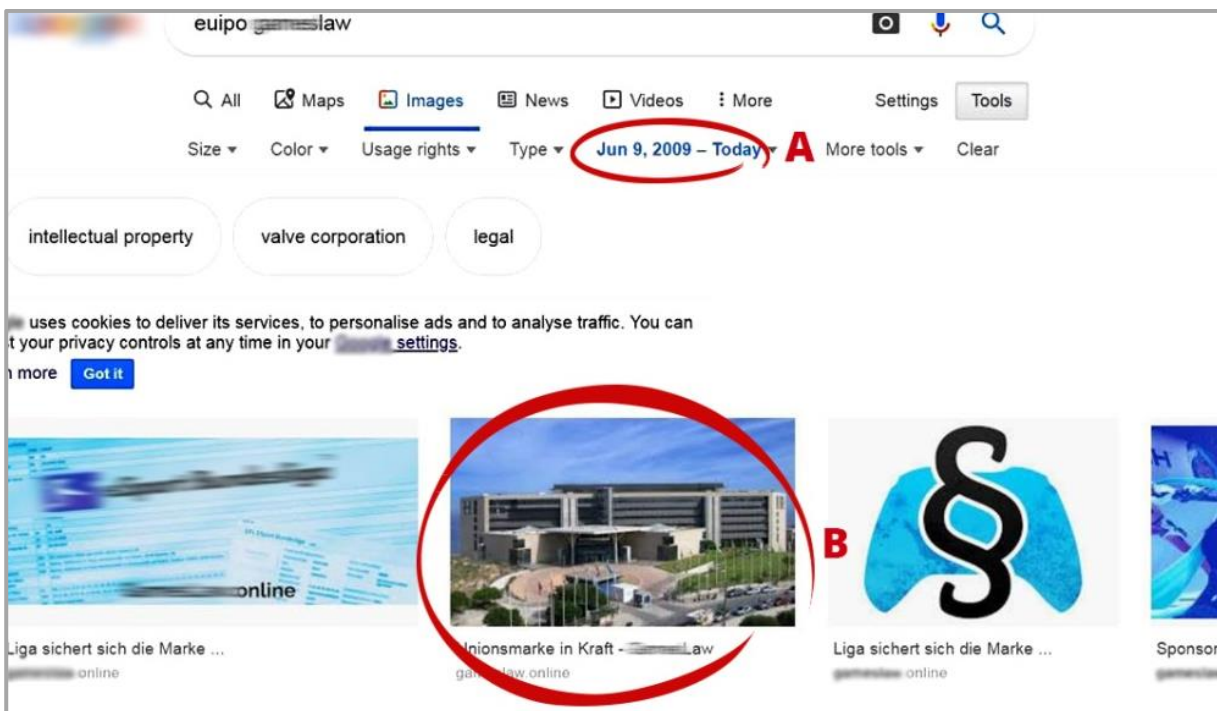 euipo law
All Maps Images News Videos More Settings Tools
Size Color Usage rights Type Jun 9, 2009 – Today A More tools Clear
intellectual property valve corporation legal
uses cookies to deliver its services, to personalise ads and to analyse traffic. You can
t your privacy controls at any time in your settings.
more Got it
online
B
Liga sichert sich die Marke ... Unionsmarke in Kraft - Law Liga sichert sich die Marke ... Sponsor
online law.online online